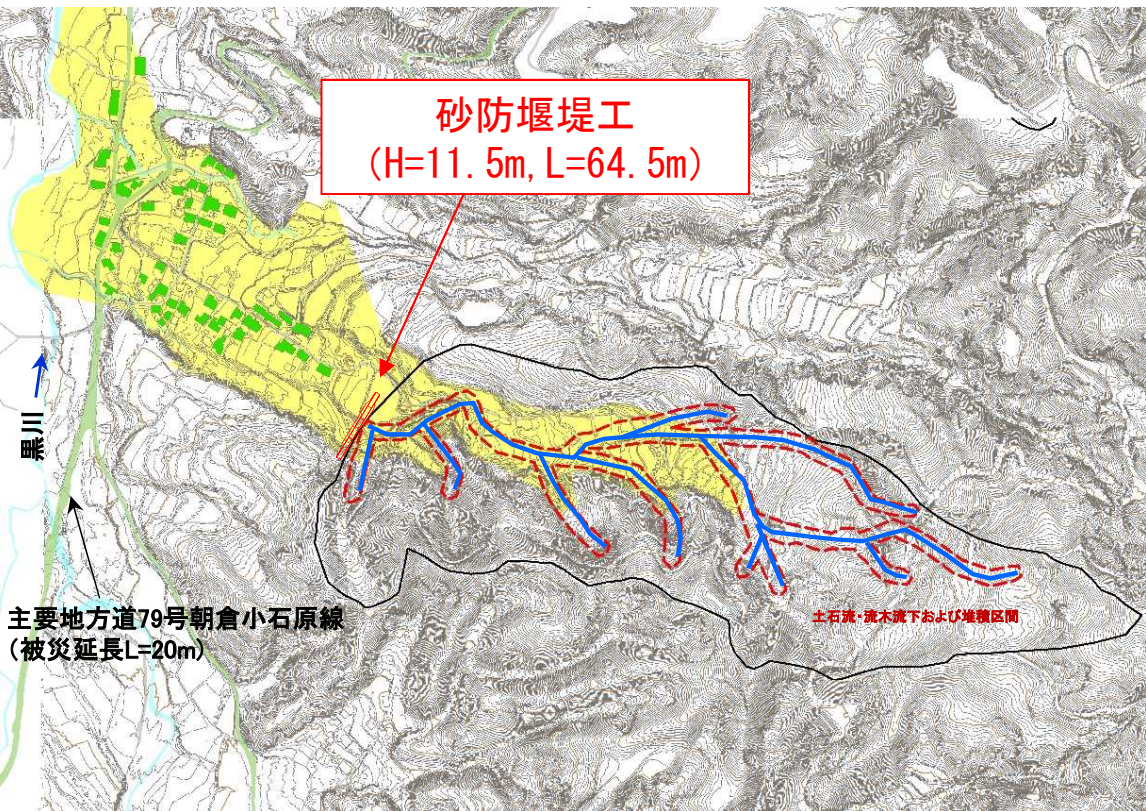 砂防堰堤工
(H=11.5m,L=64.5m)
黒川
主要地方道79号朝倉小石原線
(被災延長L=20m)
土石流・流木流下および堆積区間